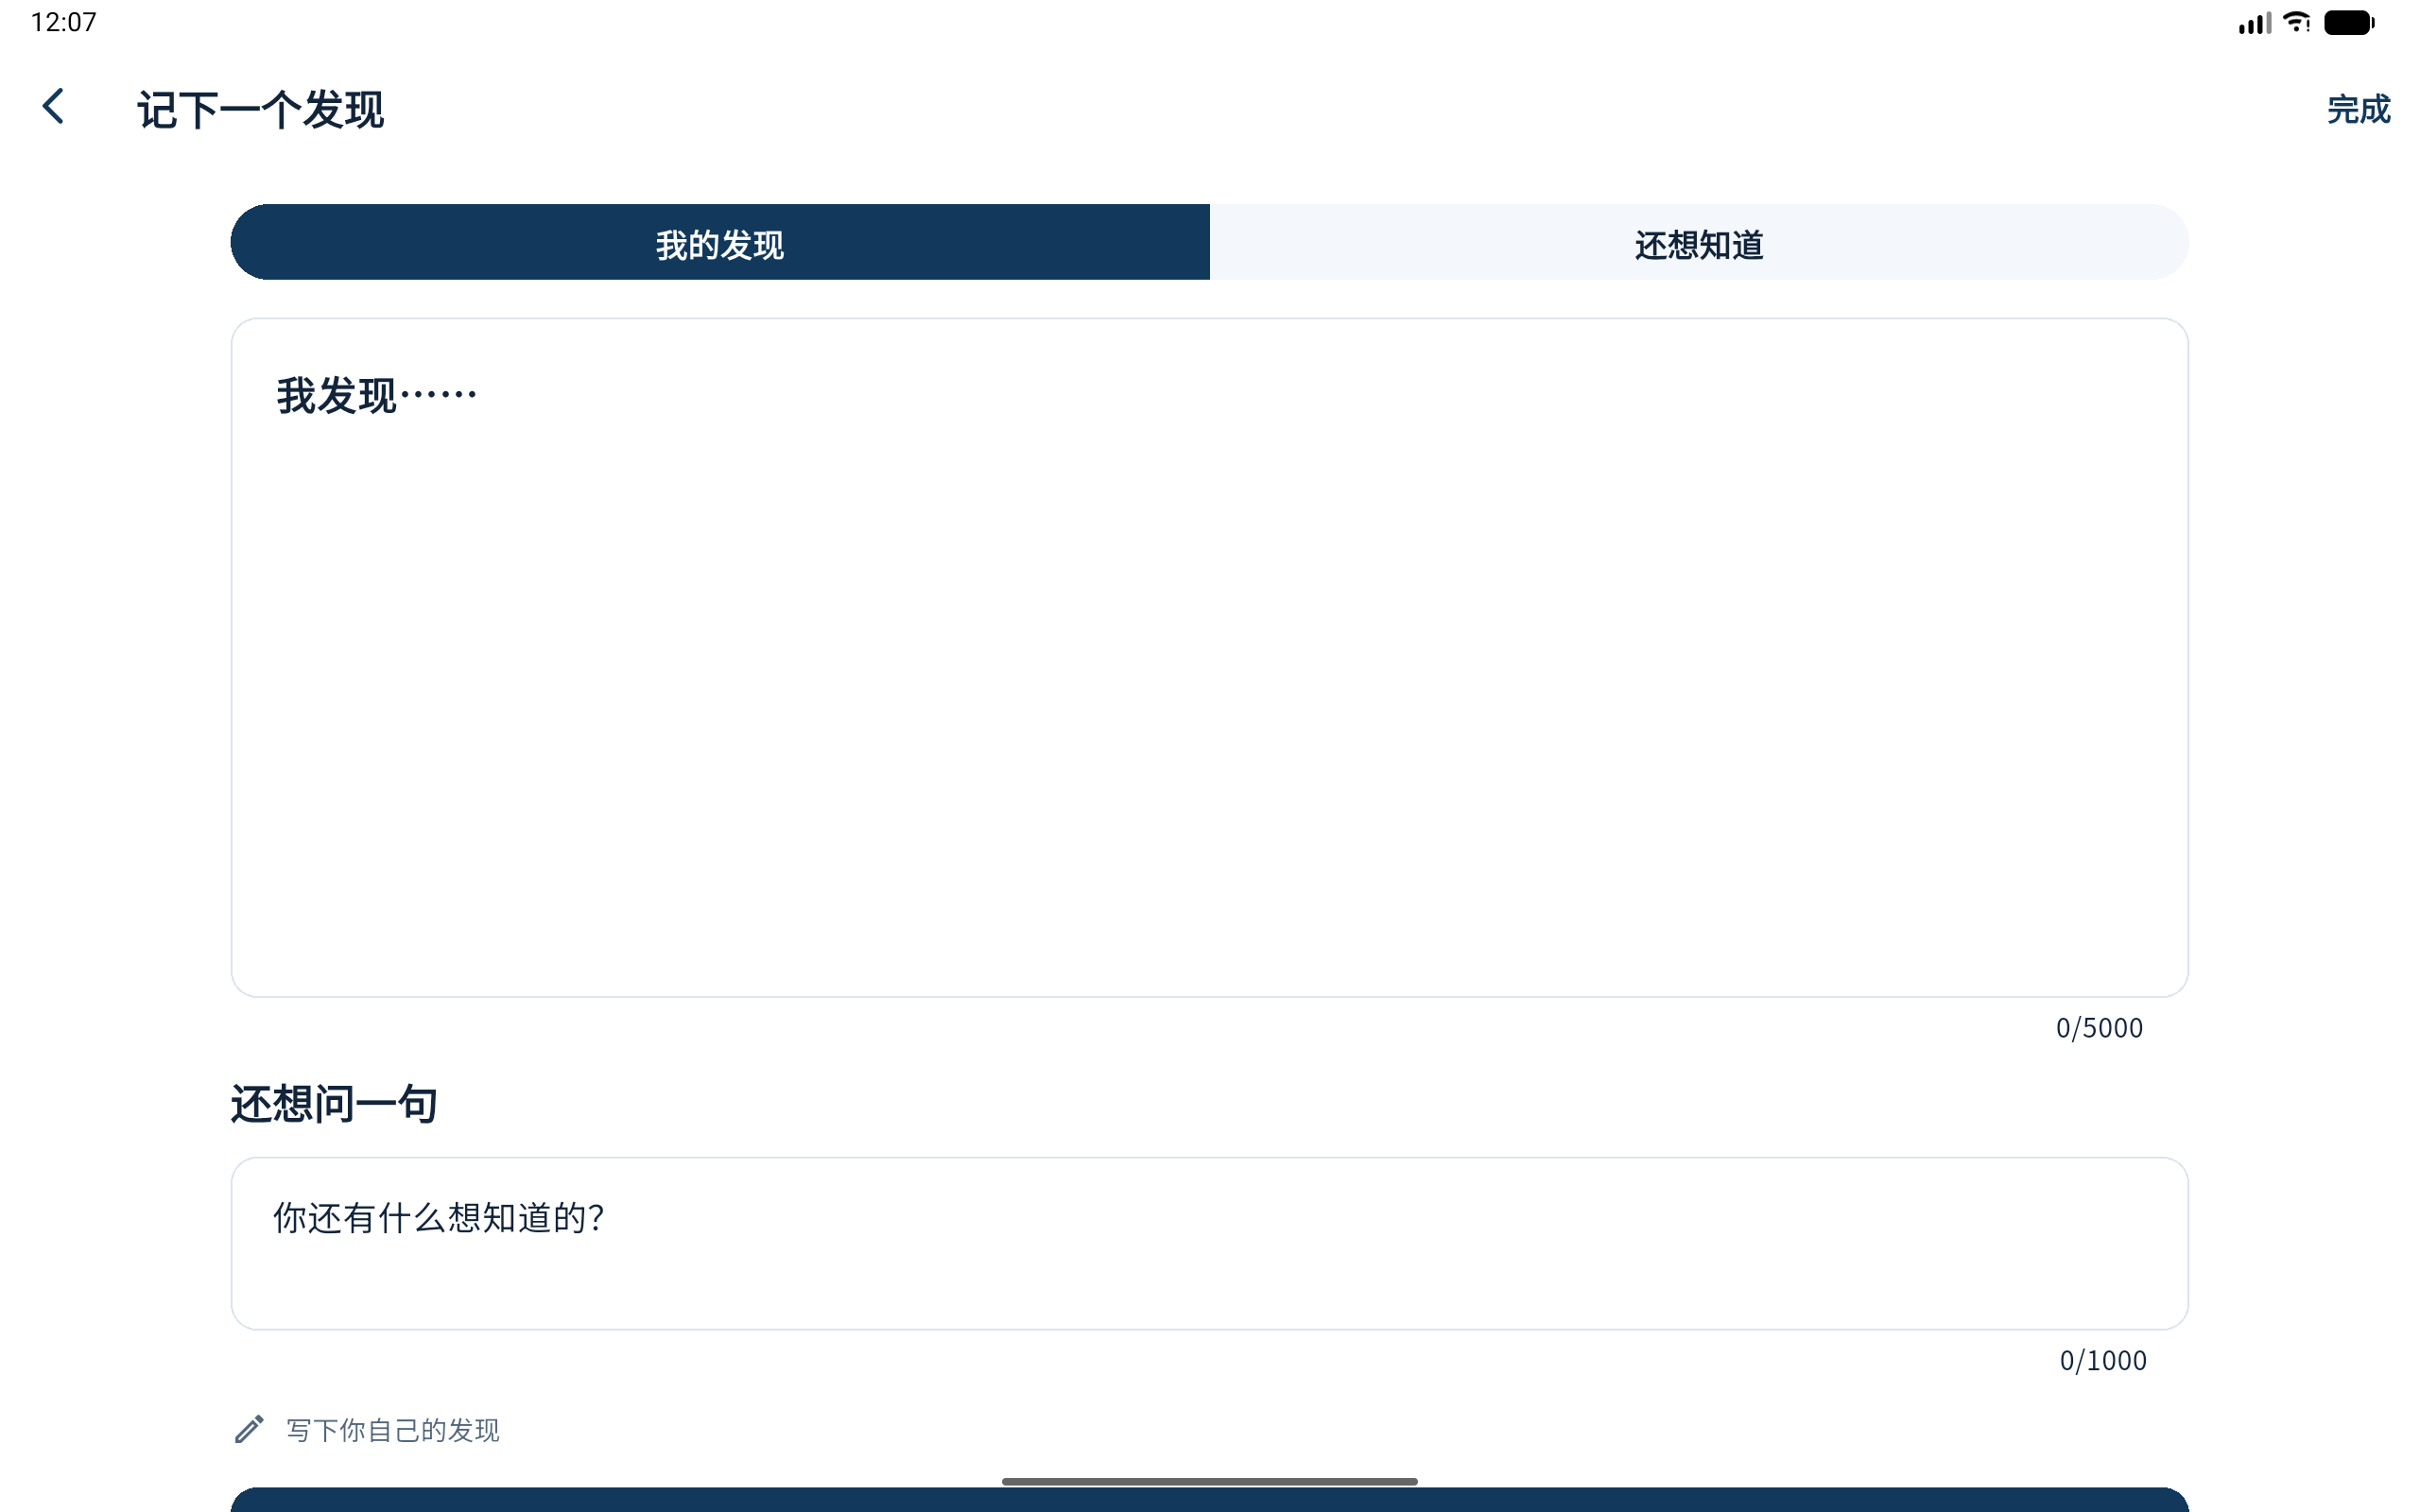 12:07
记下一个发现
完成
我的发现
还想知道
我发现……
0/5000
还想问一句
你还有什么想知道的？
0/1000
写下你自己的发现